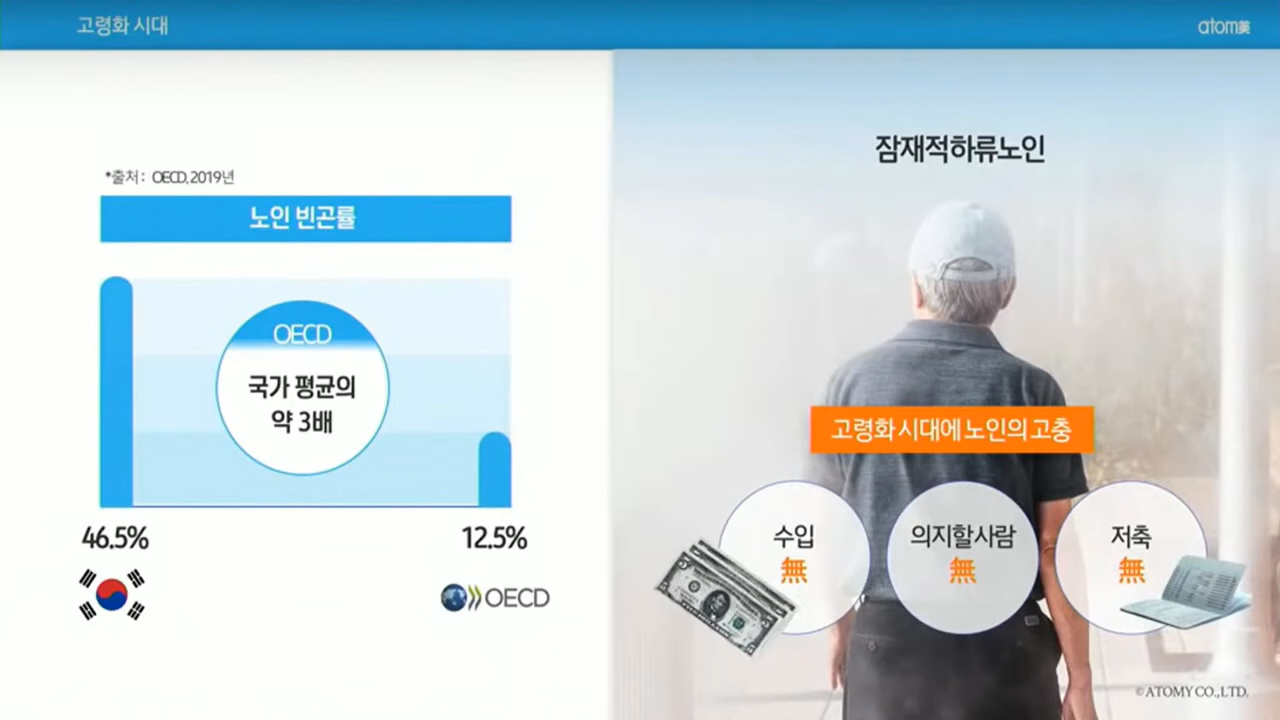 고령화 시대
atom美
*출처: OECD, 2019년
노인 빈곤률
OECD
국가 평균의
약 3배
46.5%
12.5%
OECD
잠재적하류노인
고령화 시대에 노인의 고충
수입
無
의지할 사람
無
저축
無
©ATOMY CO.,LTD.